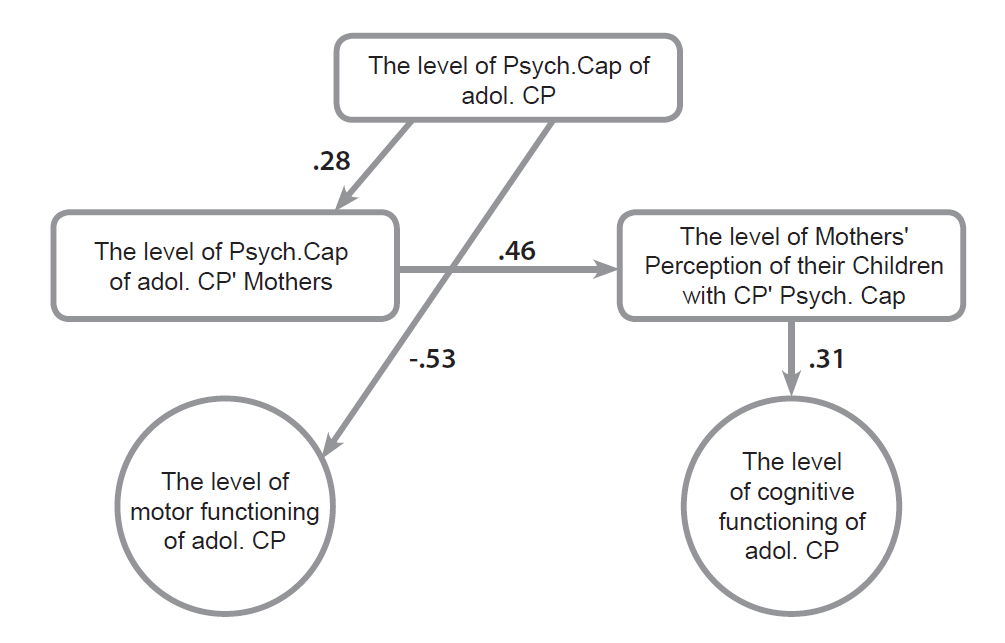 The level of Psych.Cap of
adol. CP
.28
The level of Psych.Cap
of adol. CP' Mothers
.46
The level of Mothers'
Perception of their Children
with CP' Psych. Cap
-.53
.31
The level of
motor functioning
of adol. CP
The level
of cognitive
functioning of
adol. CP